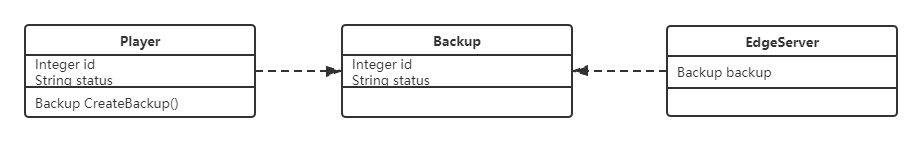 Player
Integer id
String status
Backup CreateBackup()
Backup
Integer id
String status
EdgeServer
Backup backup